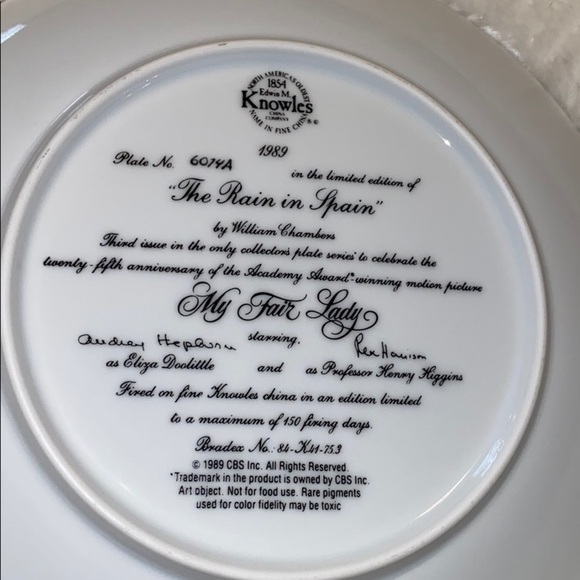 NORTH AMERICA'S OLDEST
1854
Edwin M.
Knowles
CHINA
COMPANY
NAME IN FINE CHINA
®©
1989
Plate No. 6074A in the limited edition of
"The Rain in Spain"
by William Chambers
Third issue in the only collector's plate series* to celebrate the
twenty-fifth anniversary of the Academy Award®-winning motion picture
My Fair Lady
Audrey Hepburn starring. Rex Harrison
as Eliza Doolittle and as Professor Henry Higgins
Fired on fine Knowles china in an edition limited
to a maximum of 150 firing days.
Bradex No.: 84-K41-75.3
© 1989 CBS Inc. All Rights Reserved.
*Trademark in the product is owned by CBS Inc.
Art object. Not for food use. Rare pigments
used for color fidelity may be toxic